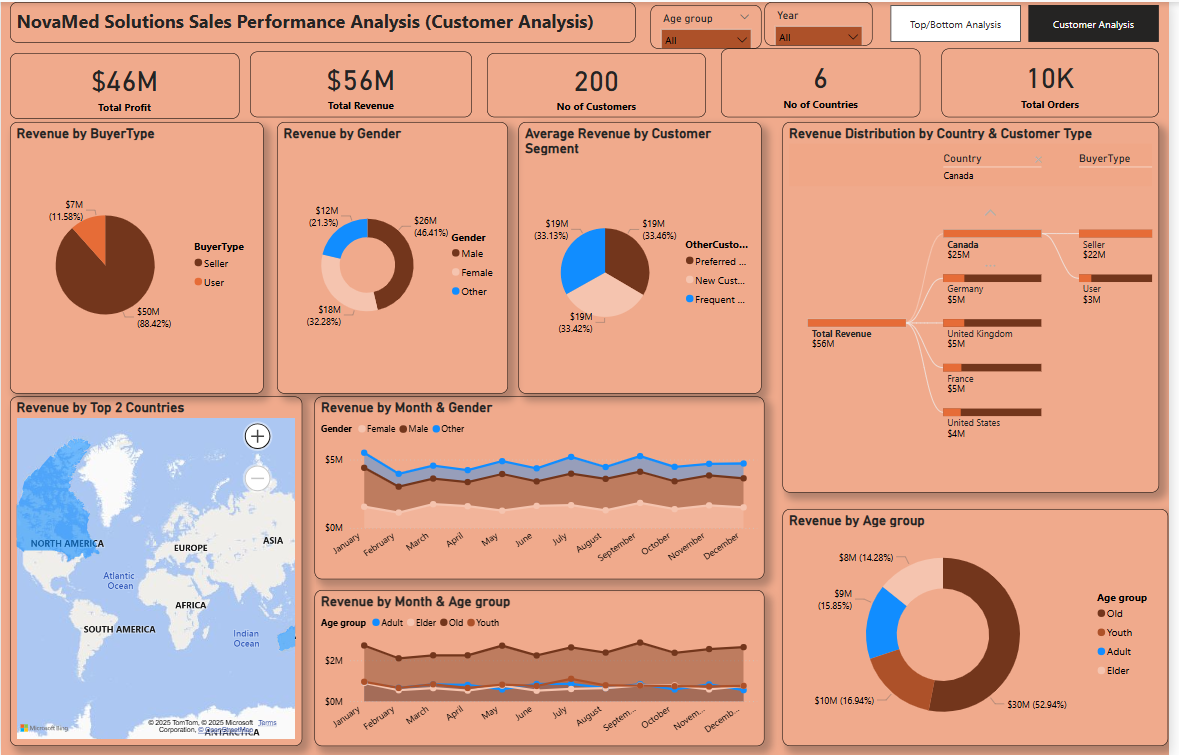 NovaMed Solutions Sales Performance Analysis (Customer Analysis)
Age group
All
Year
All
Top/Bottom Analysis
Customer Analysis
$46M
Total Profit
$56M
Total Revenue
200
No of Customers
6
No of Countries
10K
Total Orders
Revenue by BuyerType
$7M
(11.58%)
$50M
(88.42%)
BuyerType
Seller
User
Revenue by Gender
$12M
(21.3%)
$26M
(46.41%)
$18M
(32.28%)
Gender
Male
Female
Other
Average Revenue by Customer
Segment
$19M
(33.13%)
$19M
(33.46%)
$19M
(33.42%)
OtherCusto...
Preferred ...
New Cust...
Frequent ...
Revenue Distribution by Country & Customer Type
Country
BuyerType
Canada
Total Revenue
$56M
Canada
$25M
Germany
$5M
United Kingdom
$5M
France
$5M
United States
$4M
Seller
$22M
User
$3M
Revenue by Top 2 Countries
NORTH AMERICA
EUROPE
ASIA
Atlantic
Ocean
AFRICA
SOUTH AMERICA
Indian
Ocean
Microsoft Bing
© 2025 TomTom, © 2025 Microsoft Terms
Corporation, © OpenStreetMap
ANTARCTICA
Revenue by Month & Gender
Gender Female Male Other
$5M
$0M
January
February
March
April
May
June
July
August
September
October
November
December
Revenue by Month & Age group
Age group Adult Elder Old Youth
$2M
$0M
January
February
March
April
May
June
July
August
Septem...
October
Novem...
Decemb...
Revenue by Age group
$8M (14.28%)
$9M
(15.85%)
$10M (16.94%)
$30M (52.94%)
Age group
Old
Youth
Adult
Elder